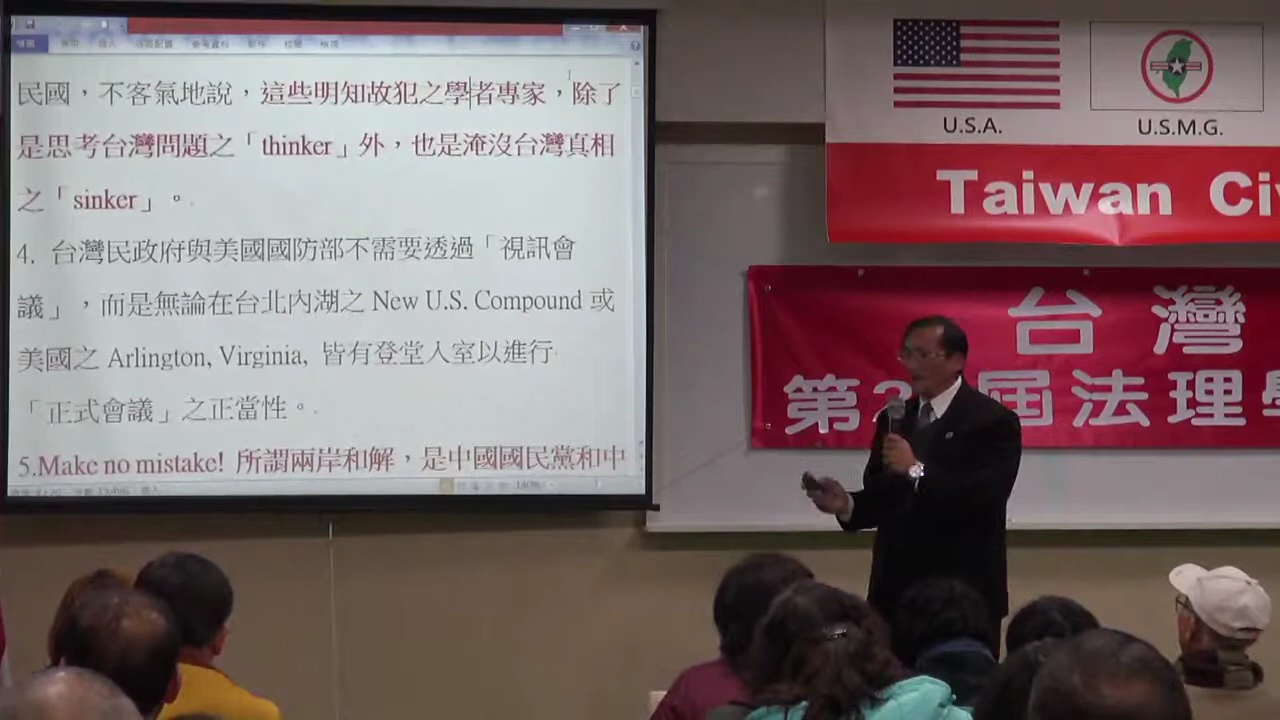 民國，不客氣地說，這些明知故犯之學者專家，除了
是思考台灣問題之「thinker」外，也是淹沒台灣真相
之「sinker」。
4. 台灣民政府與美國國防部不需要透過「視訊會
議」，而是無論在台北內湖之 New U.S. Compound 或
美國之 Arlington, Virginia, 皆有登堂入室以進行
「正式會議」之正當性。
5.Make no mistake! 所謂兩岸和解，是中國國民黨和中
U.S.A.
U.S.M.G.
Taiwan Ci
台灣
第2 屆法理學